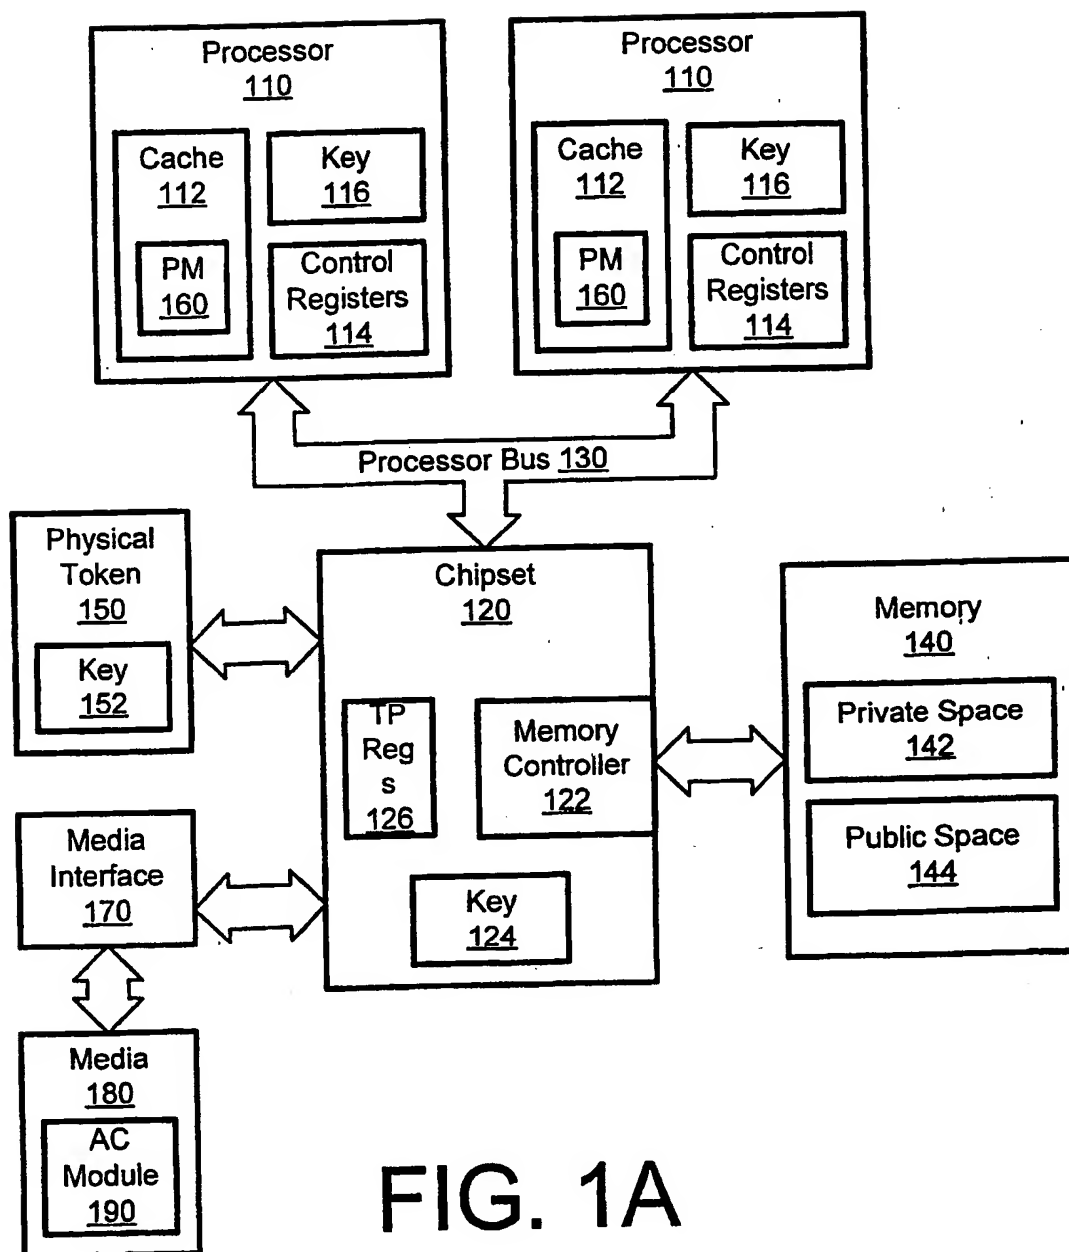 Processor
110
Cache
112
PM
160
Key
116
Control
Registers
114
Processor
110
Cache
112
PM
160
Key
116
Control
Registers
114
Processor Bus 130
Physical
Token
150
Key
152
Chipset
120
TP
Reg
s
126
Memory
Controller
122
Key
124
Memory
140
Private Space
142
Public Space
144
Media
Interface
170
Media
180
AC
Module
190
FIG. 1A